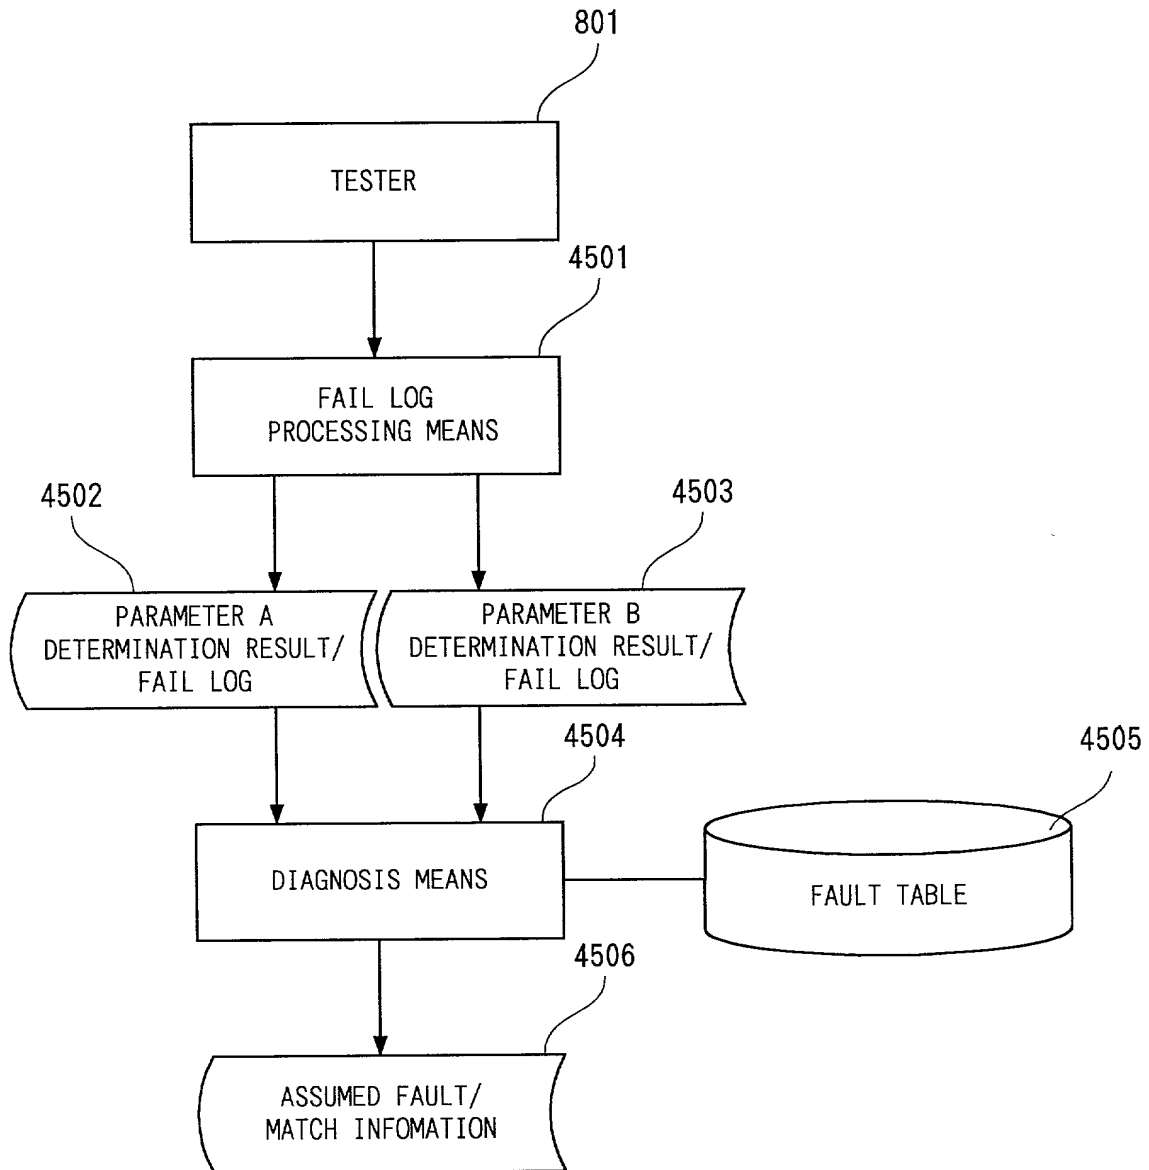 801
TESTER
4501
FAIL LOG
PROCESSING MEANS
4502
4503
PARAMETER A
DETERMINATION RESULT/
FAIL LOG
PARAMETER B
DETERMINATION RESULT/
FAIL LOG
4504
4505
DIAGNOSIS MEANS
FAULT TABLE
4506
ASSUMED FAULT/
MATCH INFOMATION